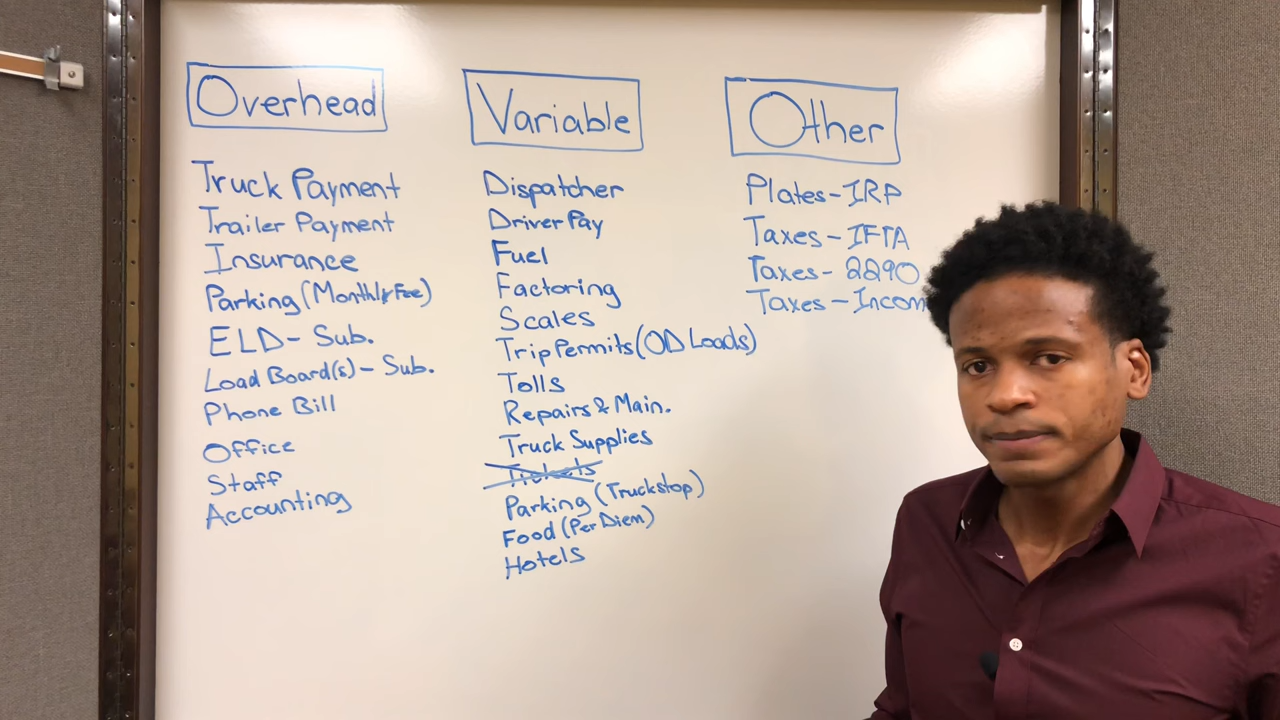 Overhead
Truck Payment
Trailer Payment
Insurance
Parking (Monthly Fee)
ELD - Sub.
Load Board(s) - Sub.
Phone Bill
Office
Staff
Accounting
Variable
Dispatcher
Driver Pay
Fuel
Factoring
Scales
Trip Permits (OD Loads)
Tolls
Repairs & Main.
Truck Supplies
Tickets
Parking (Truckstop)
Food (Per Diem)
Hotels
Other
Plates - IRP
Taxes - IFTA
Taxes - 2290
Taxes - Incom